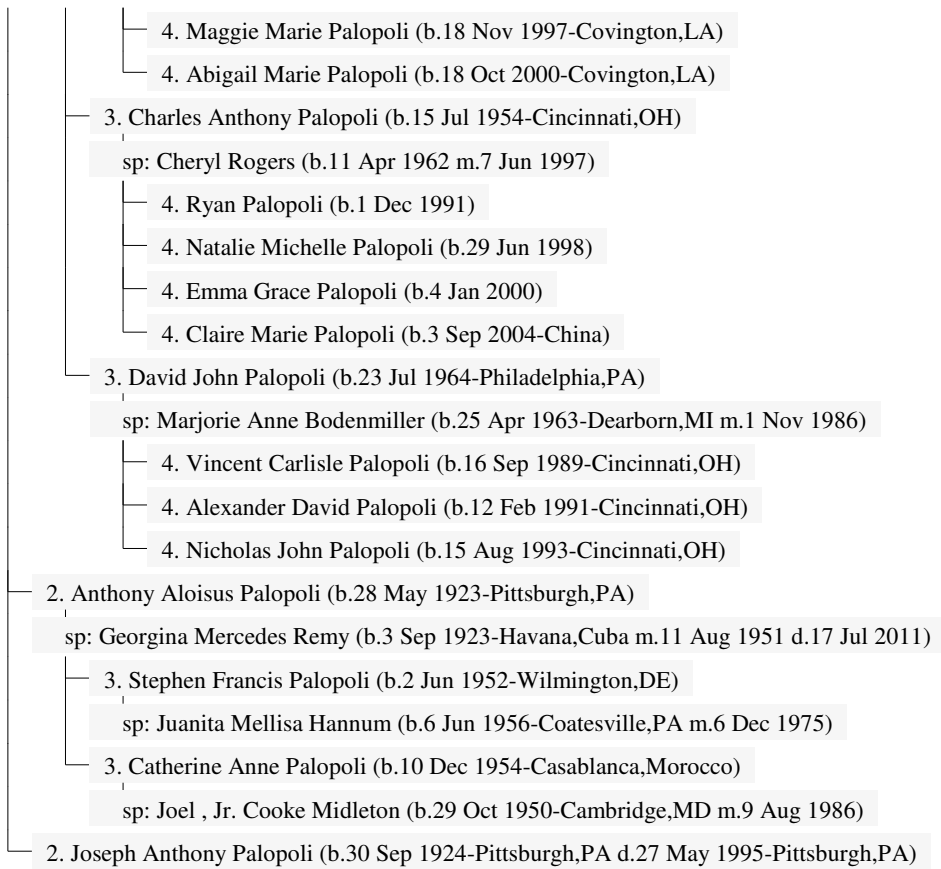 4. Maggie Marie Palopoli (b.18 Nov 1997-Covington,LA)
4. Abigail Marie Palopoli (b.18 Oct 2000-Covington,LA)
3. Charles Anthony Palopoli (b.15 Jul 1954-Cincinnati,OH)
sp: Cheryl Rogers (b.11 Apr 1962 m.7 Jun 1997)
4. Ryan Palopoli (b.1 Dec 1991)
4. Natalie Michelle Palopoli (b.29 Jun 1998)
4. Emma Grace Palopoli (b.4 Jan 2000)
4. Claire Marie Palopoli (b.3 Sep 2004-China)
3. David John Palopoli (b.23 Jul 1964-Philadelphia,PA)
sp: Marjorie Anne Bodenmiller (b.25 Apr 1963-Dearborn,MI m.1 Nov 1986)
4. Vincent Carlisle Palopoli (b.16 Sep 1989-Cincinnati,OH)
4. Alexander David Palopoli (b.12 Feb 1991-Cincinnati,OH)
4. Nicholas John Palopoli (b.15 Aug 1993-Cincinnati,OH)
2. Anthony Aloisus Palopoli (b.28 May 1923-Pittsburgh,PA)
sp: Georgina Mercedes Remy (b.3 Sep 1923-Havana,Cuba m.11 Aug 1951 d.17 Jul 2011)
3. Stephen Francis Palopoli (b.2 Jun 1952-Wilmington,DE)
sp: Juanita Mellisa Hannum (b.6 Jun 1956-Coatesville,PA m.6 Dec 1975)
3. Catherine Anne Palopoli (b.10 Dec 1954-Casablanca,Morocco)
sp: Joel , Jr. Cooke Midleton (b.29 Oct 1950-Cambridge,MD m.9 Aug 1986)
2. Joseph Anthony Palopoli (b.30 Sep 1924-Pittsburgh,PA d.27 May 1995-Pittsburgh,PA)